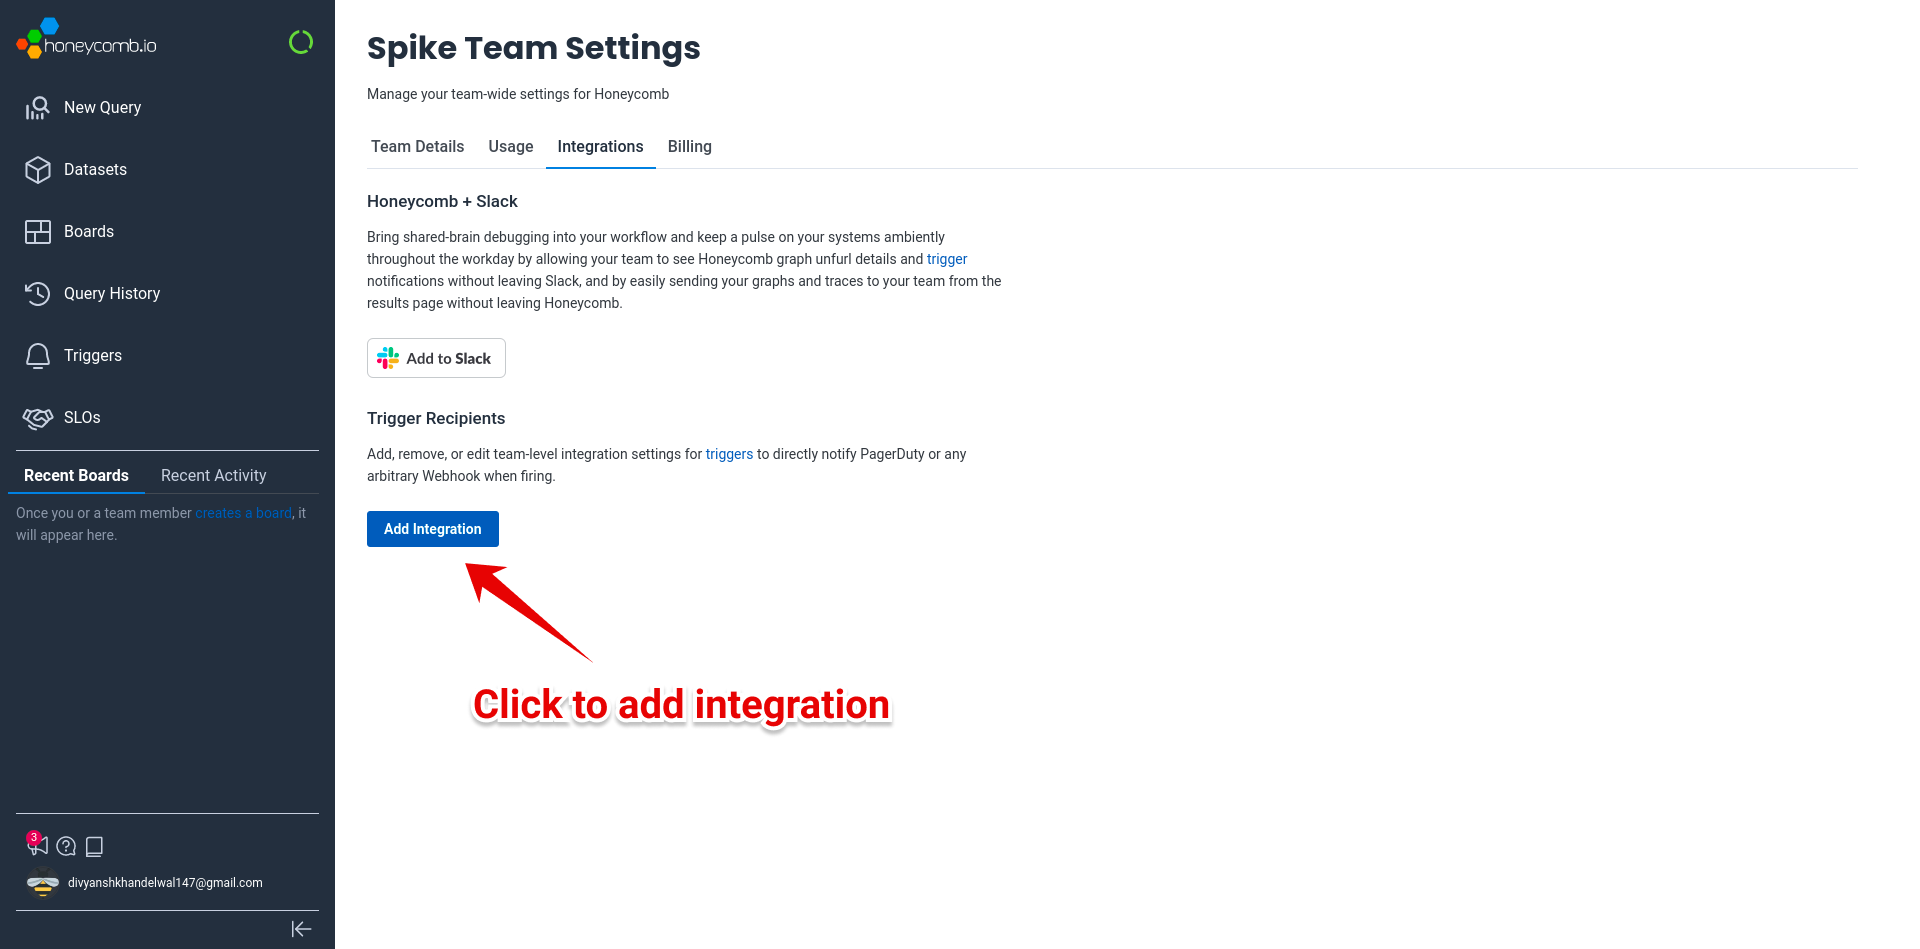 honeycomb.io
New Query
Datasets
Boards
Query History
Triggers
SLOs
Recent Boards Recent Activity
Once you or a team member creates a board, it
will appear here.
3
divyanshkhandelwal147@gmail.com
Spike Team Settings
Manage your team-wide settings for Honeycomb
Team Details Usage Integrations Billing
Honeycomb + Slack
Bring shared-brain debugging into your workflow and keep a pulse on your systems ambiently
throughout the workday by allowing your team to see Honeycomb graph unfurl details and trigger
notifications without leaving Slack, and by easily sending your graphs and traces to your team from the
results page without leaving Honeycomb.
Add to Slack
Trigger Recipients
Add, remove, or edit team-level integration settings for triggers to directly notify PagerDuty or any
arbitrary Webhook when firing.
Add Integration
Click to add integration